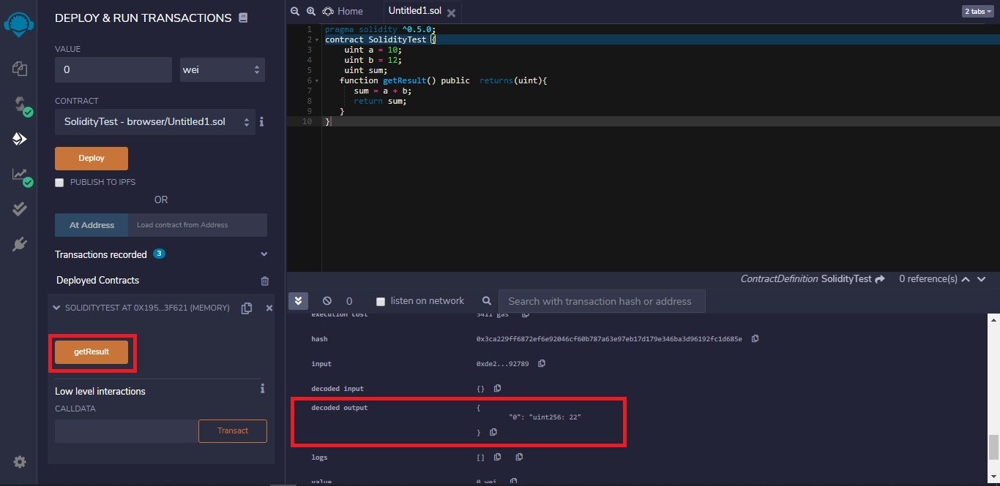 DEPLOY & RUN TRANSACTIONS
VALUE
0 wei
CONTRACT
SolidityTest - browser/Untitled1.sol
Deploy
PUBLISH TO IPFS
OR
At Address Load contract from Address
Transactions recorded 3
Deployed Contracts
SOLIDITYTEST AT 0X195...3F621 (MEMORY)
getResult
Low level interactions
CALLDATA
Transact
Home Untitled1.sol 2 tabs
1 pragma solidity ^0.5.0;
2 contract SolidityTest {
3 uint a = 10;
4 uint b = 12;
5 uint sum;
6 function getResult() public returns(uint){
7 sum = a + b;
8 return sum;
9 }
10 }
ContractDefinition SolidityTest 0 reference(s)
0 listen on network Search with transaction hash or address
execution cost 3411 gas
hash 0x3ca229ff6872ef6e92046cf60b787a63e97eb17d179e346ba3d96192fc1d685e
input 0xde2...92789
decoded input {}
decoded output {
"0": "uint256: 22"
}
logs []
value 0 wei